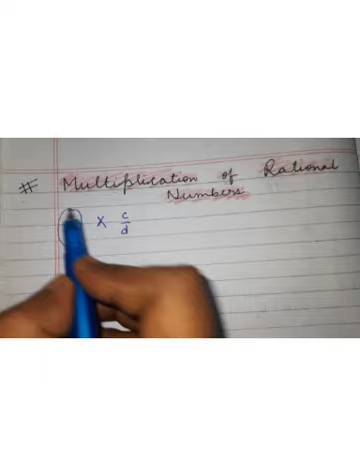 # Multiplication of Rational
Numbers
× c/d